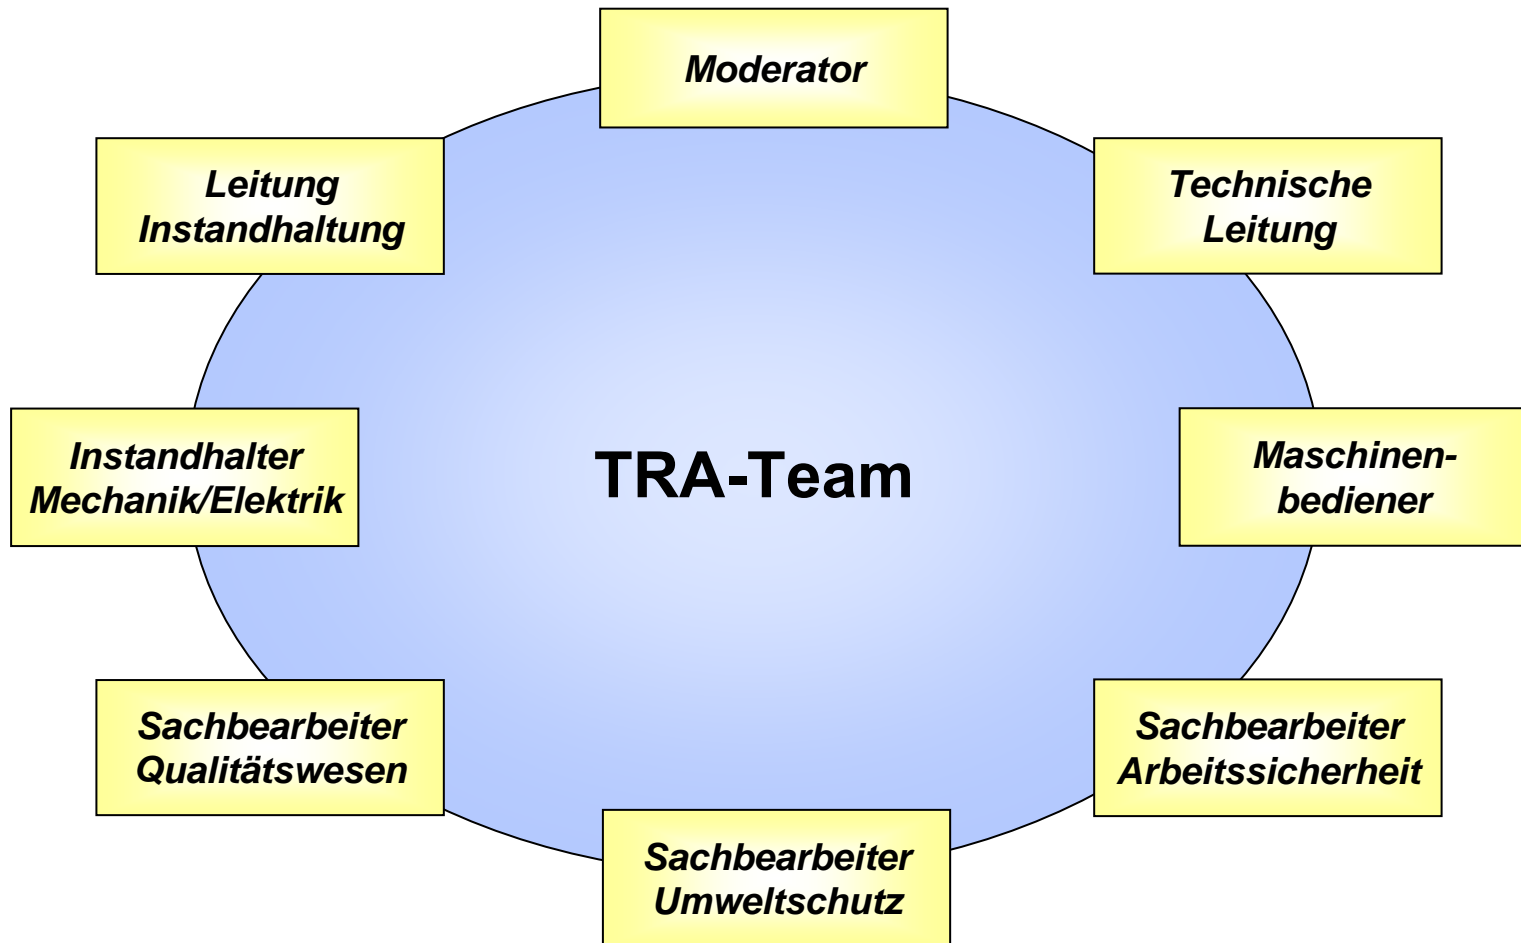 Moderator
Leitung
Instandhaltung
Technische
Leitung
Instandhalter
Mechanik/Elektrik
TRA-Team
Maschinen-
bediener
Sachbearbeiter
Qualitätswesen
Sachbearbeiter
Arbeitssicherheit
Sachbearbeiter
Umweltschutz